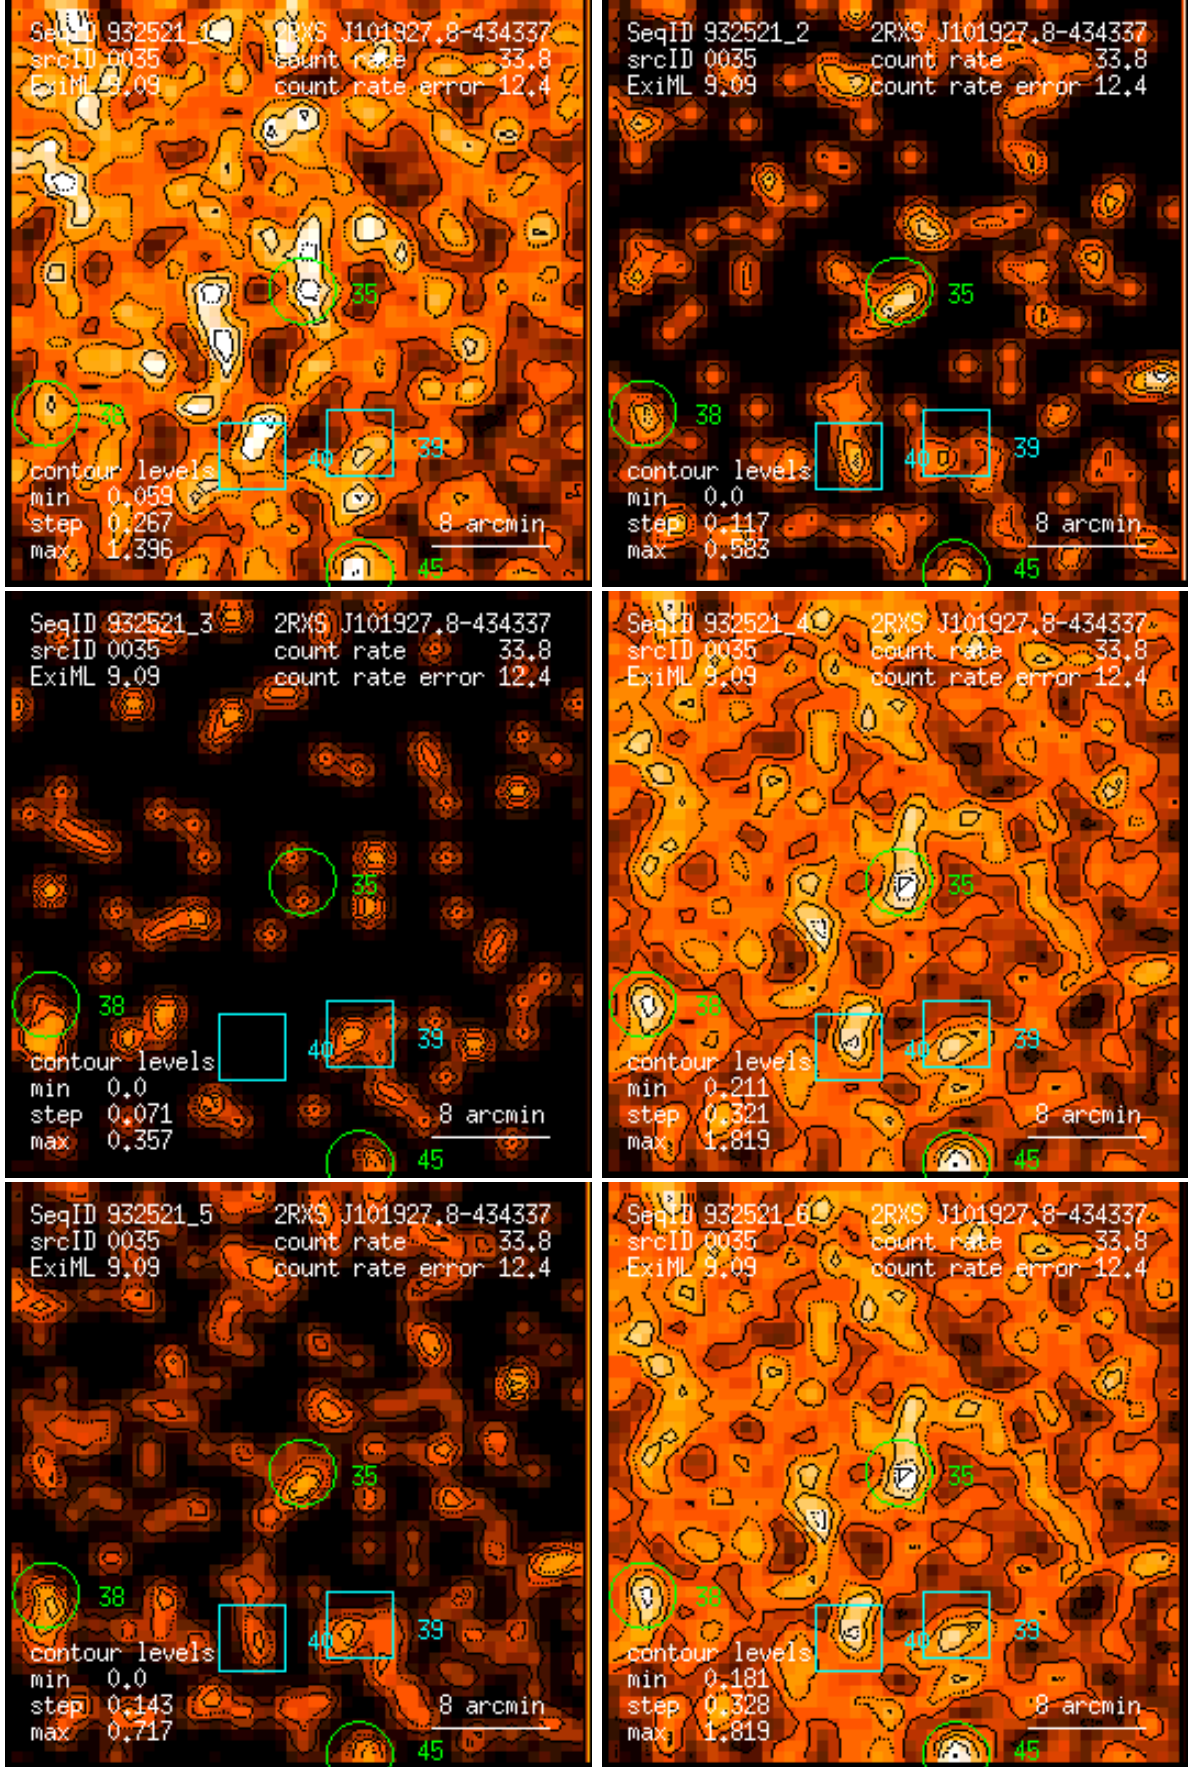 SeqID 932521_1 2RXS J101927.8-434337
srcID 0035 count rate 33.8
ExiML 9.09 count rate error 12.4
35
38
39
40
contour levels
min 0.059
step 0.267
max 1.396
8 arcmin
45
SeqID 932521_2 2RXS J101927.8-434337
srcID 0035 count rate 33.8
ExiML 9.09 count rate error 12.4
35
38
39
40
contour levels
min 0.0
step 0.117
max 0.583
8 arcmin
45
SeqID 932521_3 2RXS J101927.8-434337
srcID 0035 count rate 33.8
ExiML 9.09 count rate error 12.4
35
38
39
40
contour levels
min 0.0
step 0.071
max 0.357
8 arcmin
45
SeqID 932521_4 2RXS J101927.8-434337
srcID 0035 count rate 33.8
ExiML 9.09 count rate error 12.4
35
38
39
40
contour levels
min 0.211
step 0.321
max 1.819
8 arcmin
45
SeqID 932521_5 2RXS J101927.8-434337
srcID 0035 count rate 33.8
ExiML 9.09 count rate error 12.4
35
38
39
40
contour levels
min 0.0
step 0.143
max 0.717
8 arcmin
45
SeqID 932521_6 2RXS J101927.8-434337
srcID 0035 count rate 33.8
ExiML 9.09 count rate error 12.4
35
38
39
40
contour levels
min 0.181
step 0.328
max 1.819
8 arcmin
45